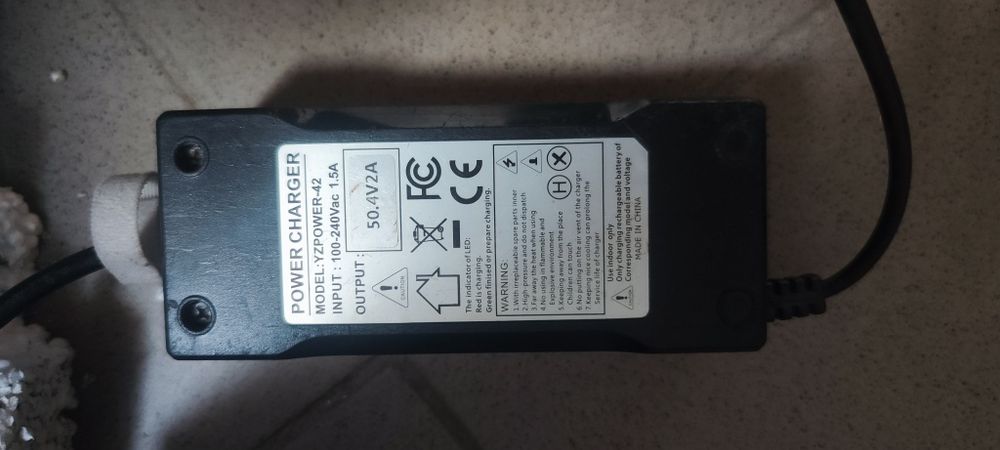 POWER CHARGER
MODEL:YZPOWER-42
INPUT : 100-240Vac 1.5A
OUTPUT :
50.4V2A
FC
CE
CAUTION
The indicator of LED:
Red is charging.
Green finised or prepare charging.
WARNING:
1.With irreplaceable spare parts inner
2.High-pressure and do not dispatch
3.Far away the heat when using
4.No using in flammable and
Explosive environment
5.Keeping away from the place
Children can touch
6.No putting on the air vent of the charger
7.Keeping micro cooling can prolong the
Service life of charger
H
CAUTION
Use indoor only
Only charging rechargeable battery of
Corresponding model and voltage
MADE IN CHINA